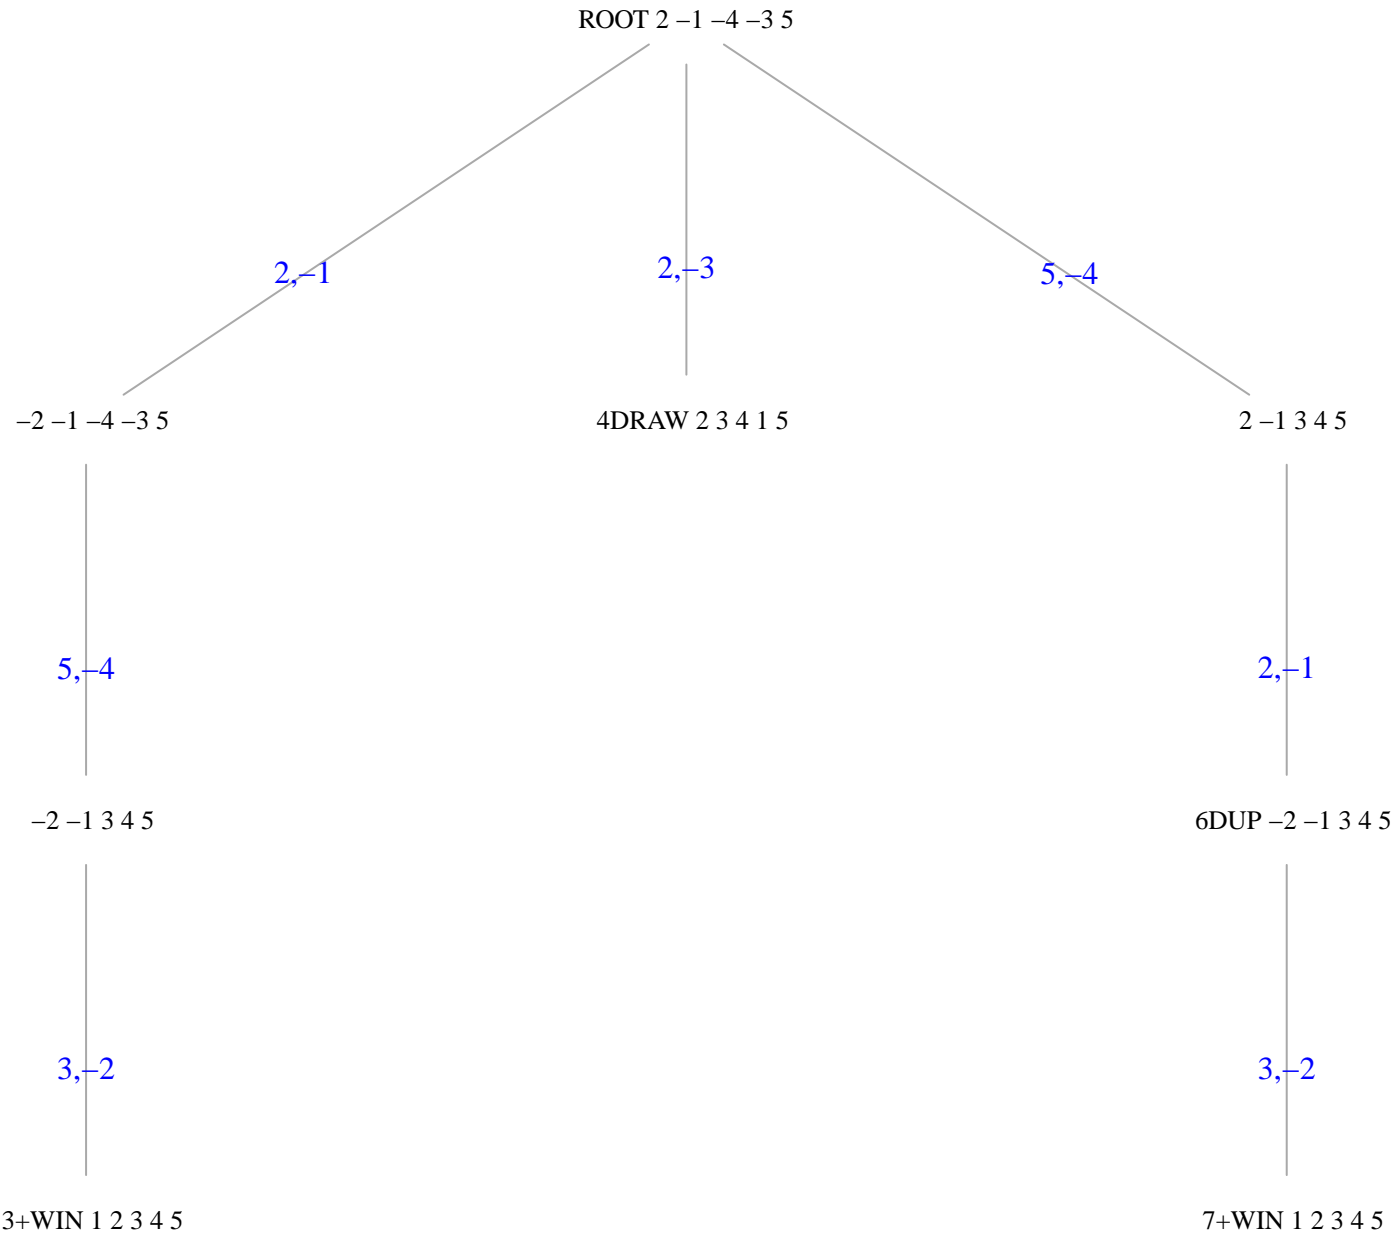 ROOT 2 –1 –4 –3 5
2,–1
2,–3
5,–4
–2 –1 –4 –3 5
4DRAW 2 3 4 1 5
2 –1 3 4 5
5,–4
2,–1
–2 –1 3 4 5
6DUP –2 –1 3 4 5
3,–2
3,–2
3+WIN 1 2 3 4 5
7+WIN 1 2 3 4 5